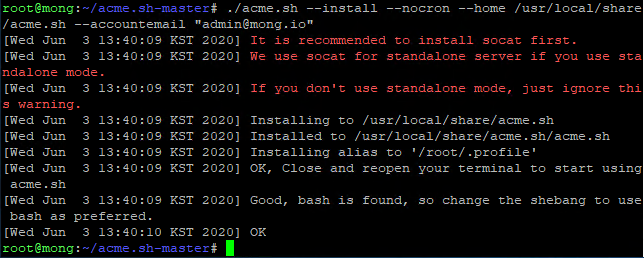 root@mong:~/acme.sh-master# ./acme.sh --install --nocron --home /usr/local/share
/acme.sh --accountemail "admin@mong.io"
[Wed Jun  3 13:40:09 KST 2020] It is recommended to install socat first.
[Wed Jun  3 13:40:09 KST 2020] We use socat for standalone server if you use sta
ndalone mode.
[Wed Jun  3 13:40:09 KST 2020] If you don't use standalone mode, just ignore thi
s warning.
[Wed Jun  3 13:40:09 KST 2020] Installing to /usr/local/share/acme.sh
[Wed Jun  3 13:40:09 KST 2020] Installed to /usr/local/share/acme.sh/acme.sh
[Wed Jun  3 13:40:09 KST 2020] Installing alias to '/root/.profile'
[Wed Jun  3 13:40:09 KST 2020] OK, Close and reopen your terminal to start using
 acme.sh
[Wed Jun  3 13:40:09 KST 2020] Good, bash is found, so change the shebang to use
 bash as preferred.
[Wed Jun  3 13:40:10 KST 2020] OK
root@mong:~/acme.sh-master#